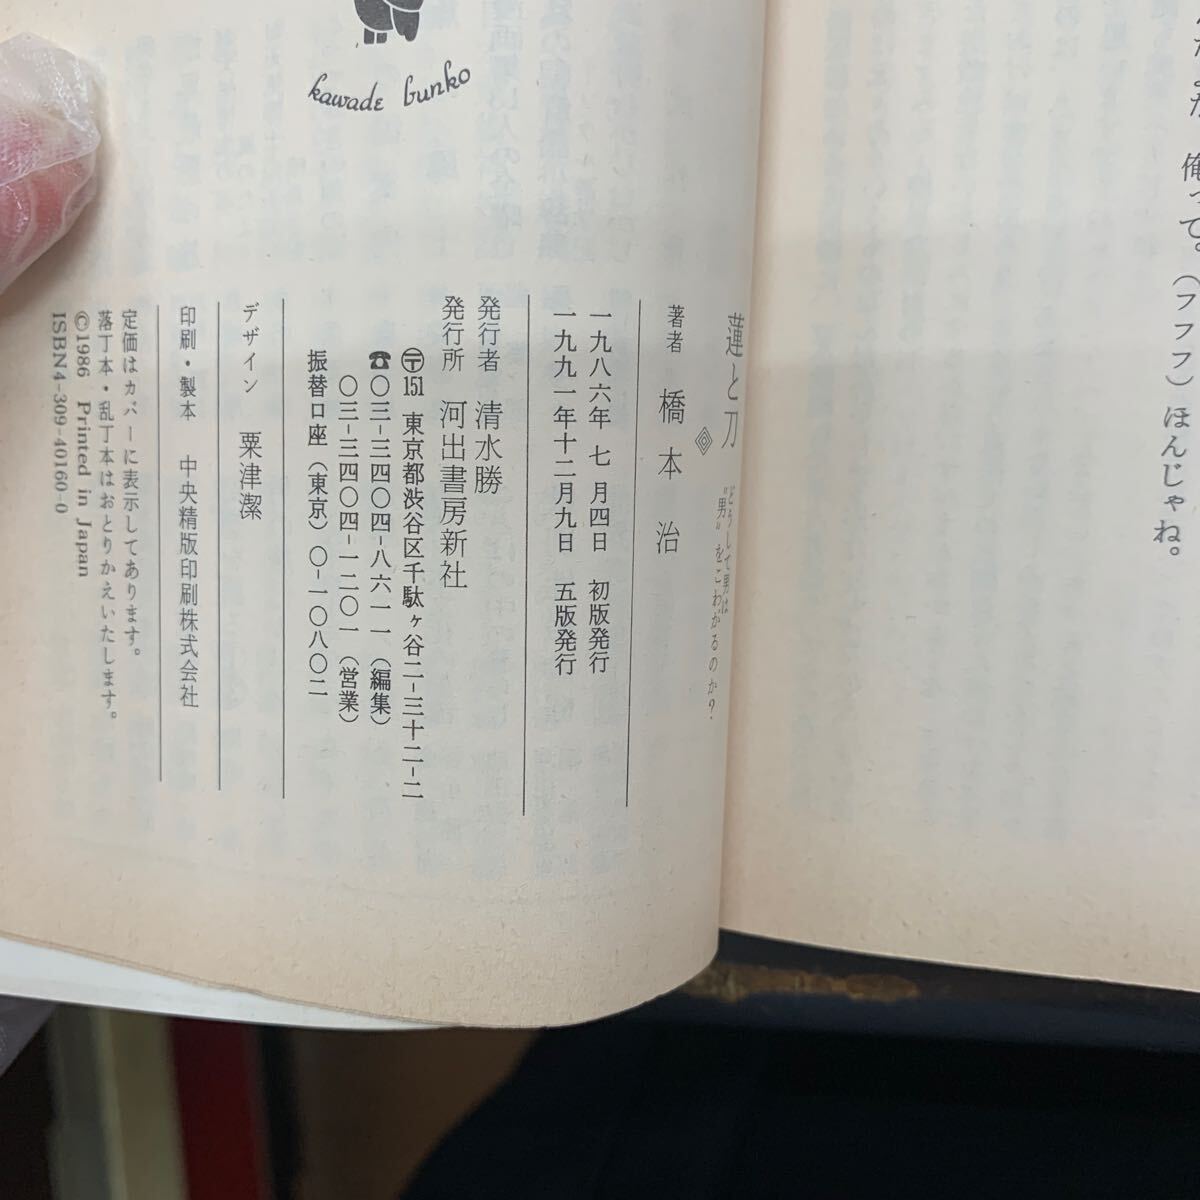 俺って。(フフフ)ほんじゃね。
kawade bunko
蓮と刀
どうして男は
“男”をこわがるのか?
著者 橋本 治
一九八六年 七 月四日 初版発行
一九九一年十二月九日 五版発行
発行者 清水勝
発行所 河出書房新社
〒151 東京都渋谷区千駄ヶ谷二-三十二-二
☎〇三-三四〇四-八六一一(編集)
〇三-三四〇四-一二〇一(営業)
振替口座(東京)〇-一〇八〇二
デザイン 粟津潔
印刷・製本 中央精版印刷株式会社
定価はカバーに表示してあります。
落丁本・乱丁本はおとりかえいたします。
©1986 Printed in Japan
ISBN4-309-40160-0